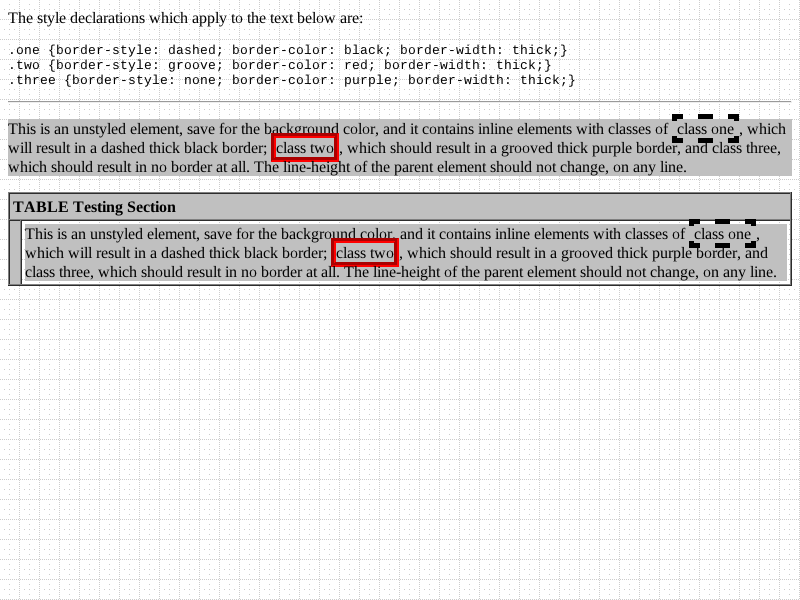 The style declarations which apply to the text below are:
.one {border-style: dashed; border-color: black; border-width: thick;}
.two {border-style: groove; border-color: red; border-width: thick;}
.three {border-style: none; border-color: purple; border-width: thick;}
This is an unstyled element, save for the background color, and it contains inline elements with classes of class one, which
will result in a dashed thick black border; class two, which should result in a grooved thick purple border, and class three,
which should result in no border at all. The line-height of the parent element should not change, on any line.
TABLE Testing Section
This is an unstyled element, save for the background color, and it contains inline elements with classes of class one,
which will result in a dashed thick black border; class two, which should result in a grooved thick purple border, and
class three, which should result in no border at all. The line-height of the parent element should not change, on any line.